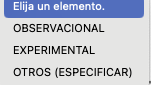 Elija un elemento.
OBSERVACIONAL
EXPERIMENTAL
OTROS (ESPECIFICAR)